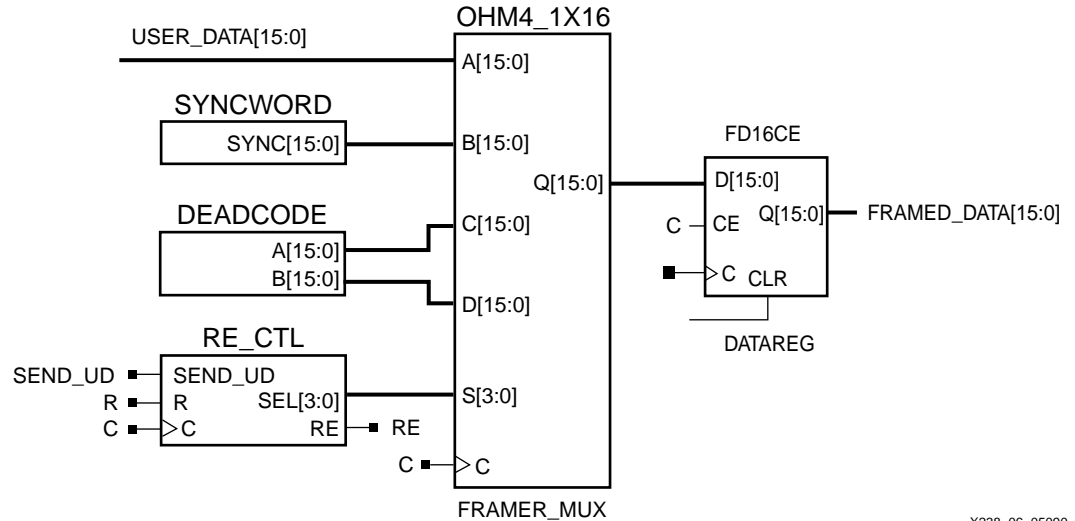 OHM4_1X16
USER_DATA[15:0]
A[15:0]
SYNCWORD
SYNC[15:0]
B[15:0]
FD16CE
Q[15:0]
D[15:0]
DEADCODE
C[15:0]
Q[15:0]
FRAMED_DATA[15:0]
C
CE
A[15:0]
B[15:0]
C
CLR
D[15:0]
RE_CTL
DATAREG
SEND_UD
SEND_UD
R
R
SEL[3:0]
S[3:0]
C
C
RE
RE
C
C
FRAMER_MUX